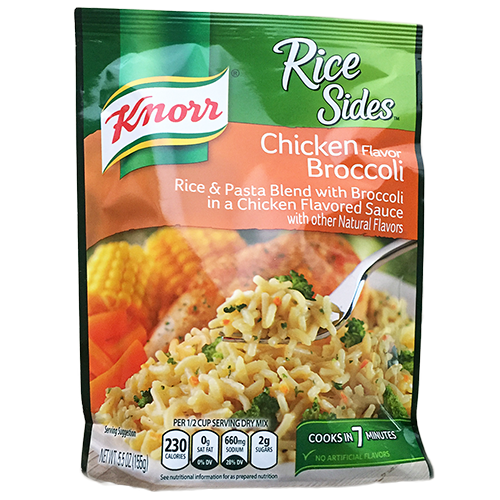 Knorr®
Rice
Sides™
Chicken Flavor
Broccoli
Rice & Pasta Blend with Broccoli
in a Chicken Flavored Sauce
with other Natural Flavors
Serving Suggestion
PER 1/2 CUP SERVING DRY MIX
230
CALORIES
0g
SAT FAT
0% DV
660mg
SODIUM
28% DV
2g
SUGARS
See nutritional information for as prepared nutrition
NET WT 5.5 OZ (155g)
COOKS IN 7 MINUTES
✓ NO ARTIFICIAL FLAVORS